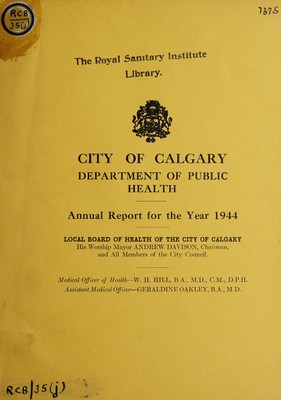 RCB
35(j)
7375
The Royal Sanitary Institute
Library.
CITY OF CALGARY
DEPARTMENT OF PUBLIC
HEALTH
Annual Report for the Year 1944
LOCAL BOARD OF HEALTH OF THE CITY OF CALGARY
His Worship Mayor ANDREW DAVISON, Chairman,
and All Members of the City Council.
Medical Officer of Health—W. H. HILL, B.A., M.D., C.M., D.P.H.
Assistant Medical Officer—GERALDINE OAKLEY, B.A., M.D.
RCB/35(j)